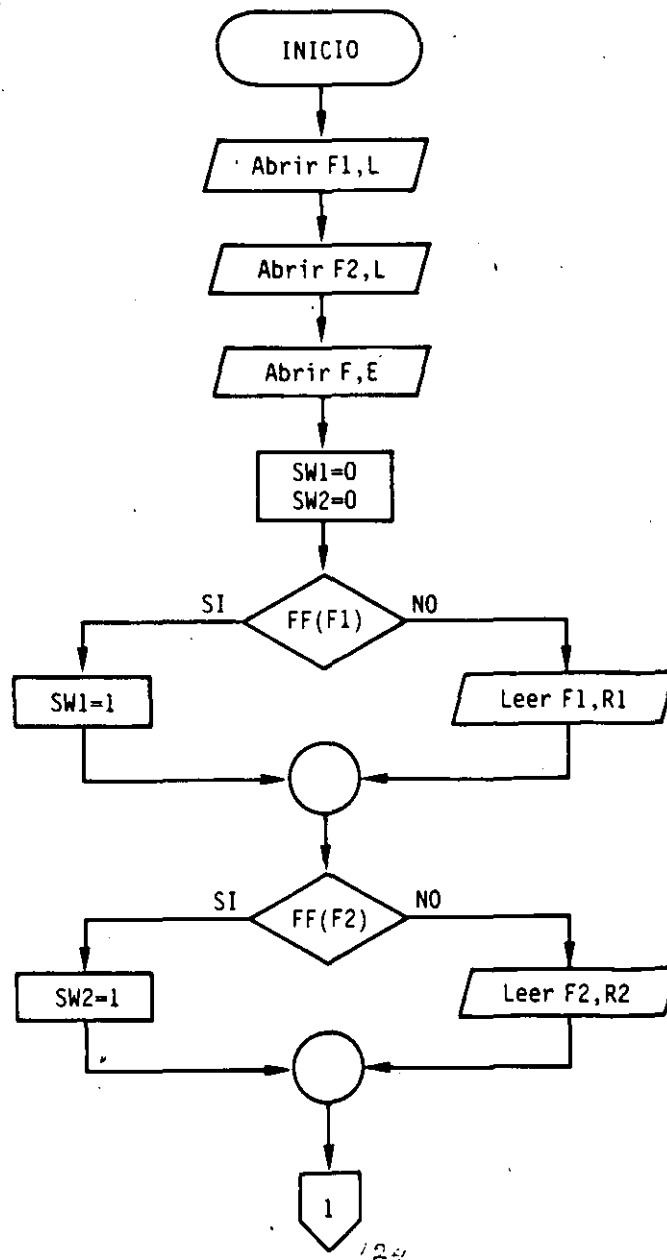 INICIO
Abrir F1,L
Abrir F2,L
Abrir F,E
SW1=0
SW2=0
SI
FF(F1)
NO
SW1=1
Leer F1,R1
SI
FF(F2)
NO
SW2=1
Leer F2,R2
1